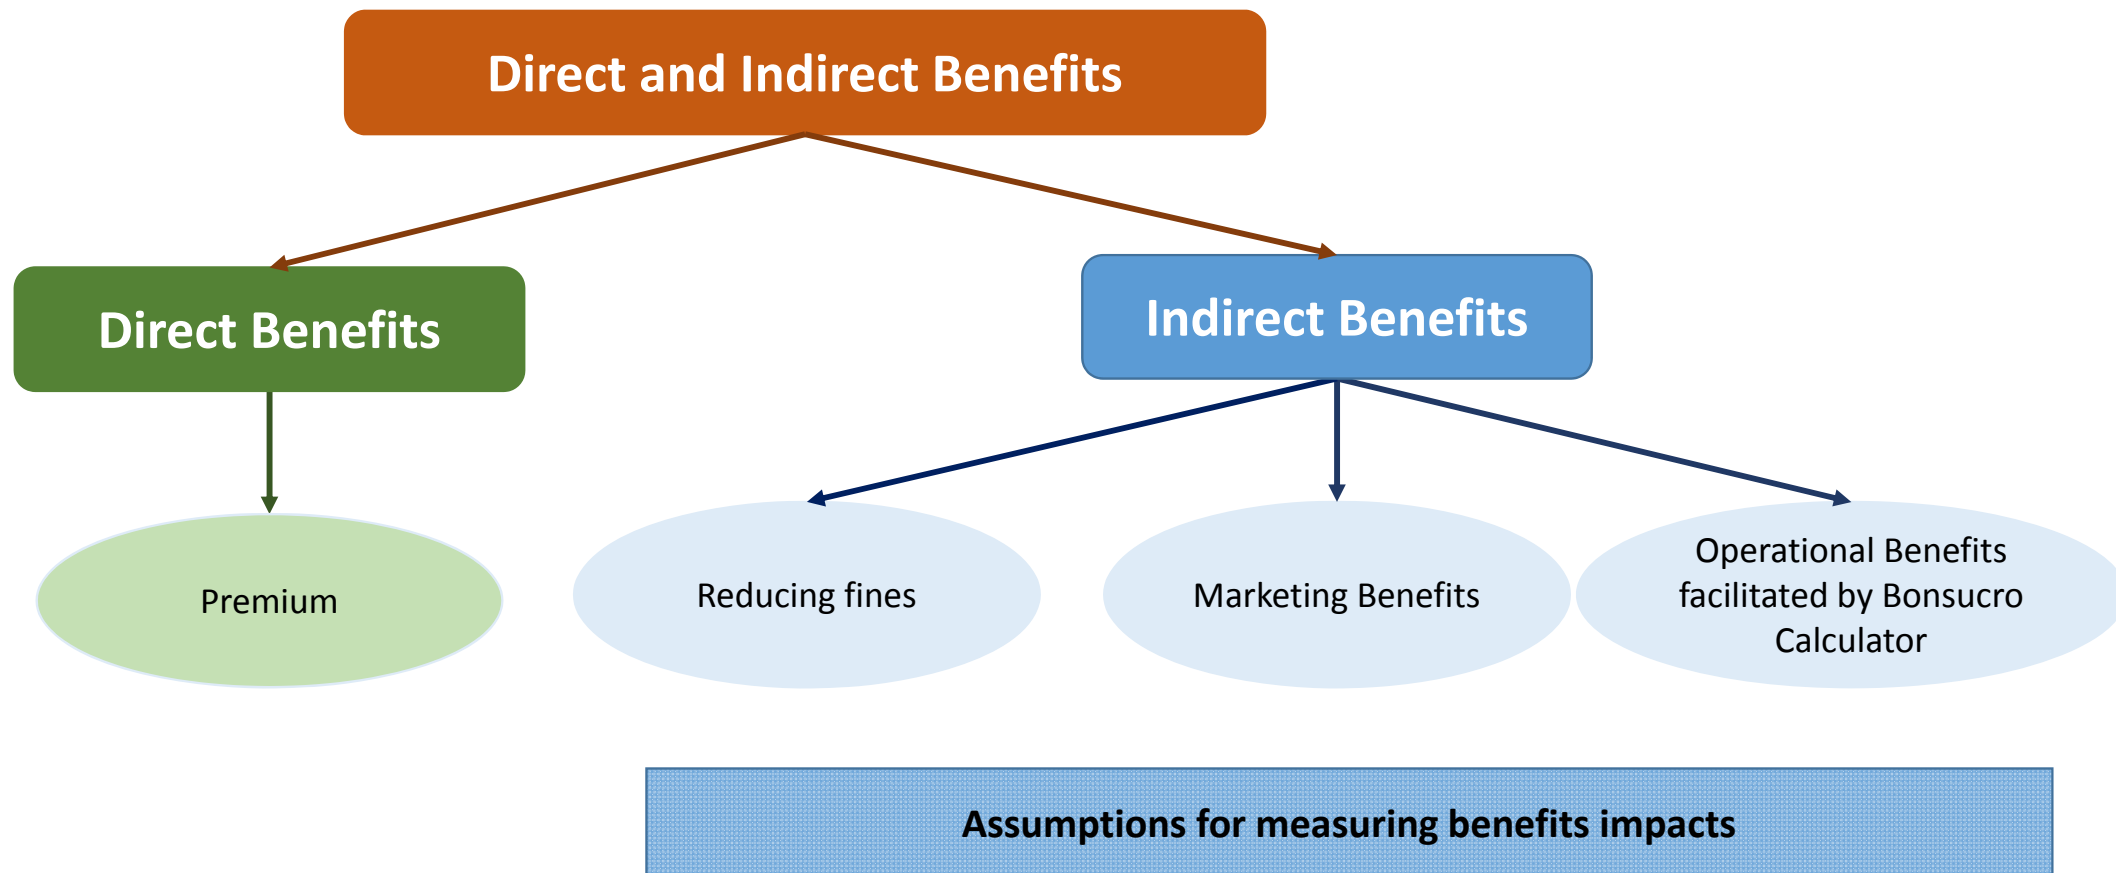 Direct and Indirect Benefits
Direct Benefits
Indirect Benefits
Premium
Reducing fines
Marketing Benefits
Operational Benefits
facilitated by Bonsucro
Calculator
Assumptions for measuring benefits impacts